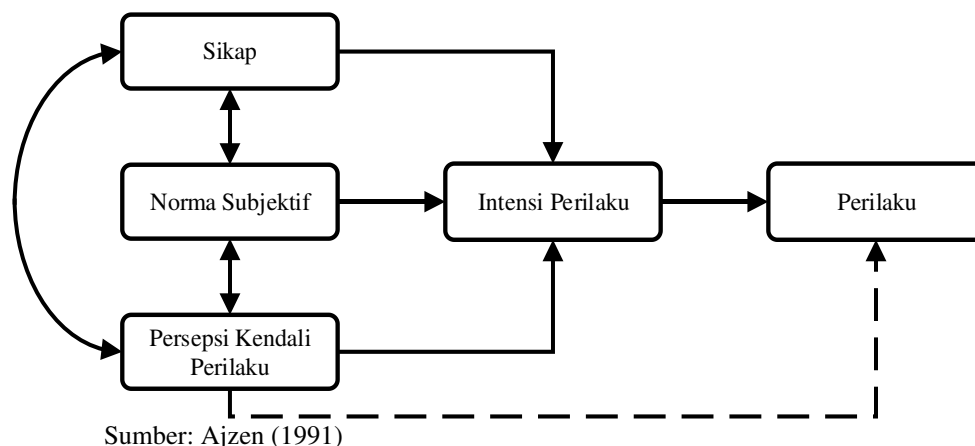 Sikap
Norma Subjektif
Intensi Perilaku
Perilaku
Persepsi Kendali
Perilaku
Sumber: Ajzen (1991)